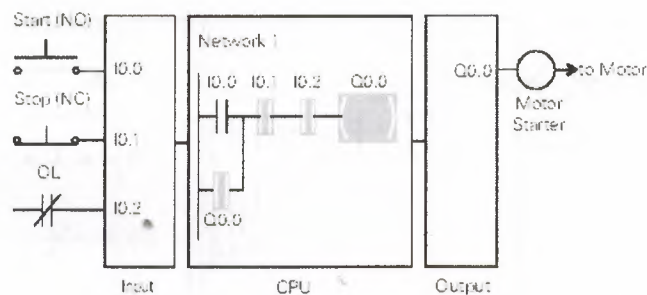 Start (NO)
I0.0
Stop (NC)
I0.1
OL
I0.2
Input
Network 1
I0.0 I0.1 I0.2 Q0.0
Q0.0
CPU
Q0.0
Output
to Motor
Motor
Starter